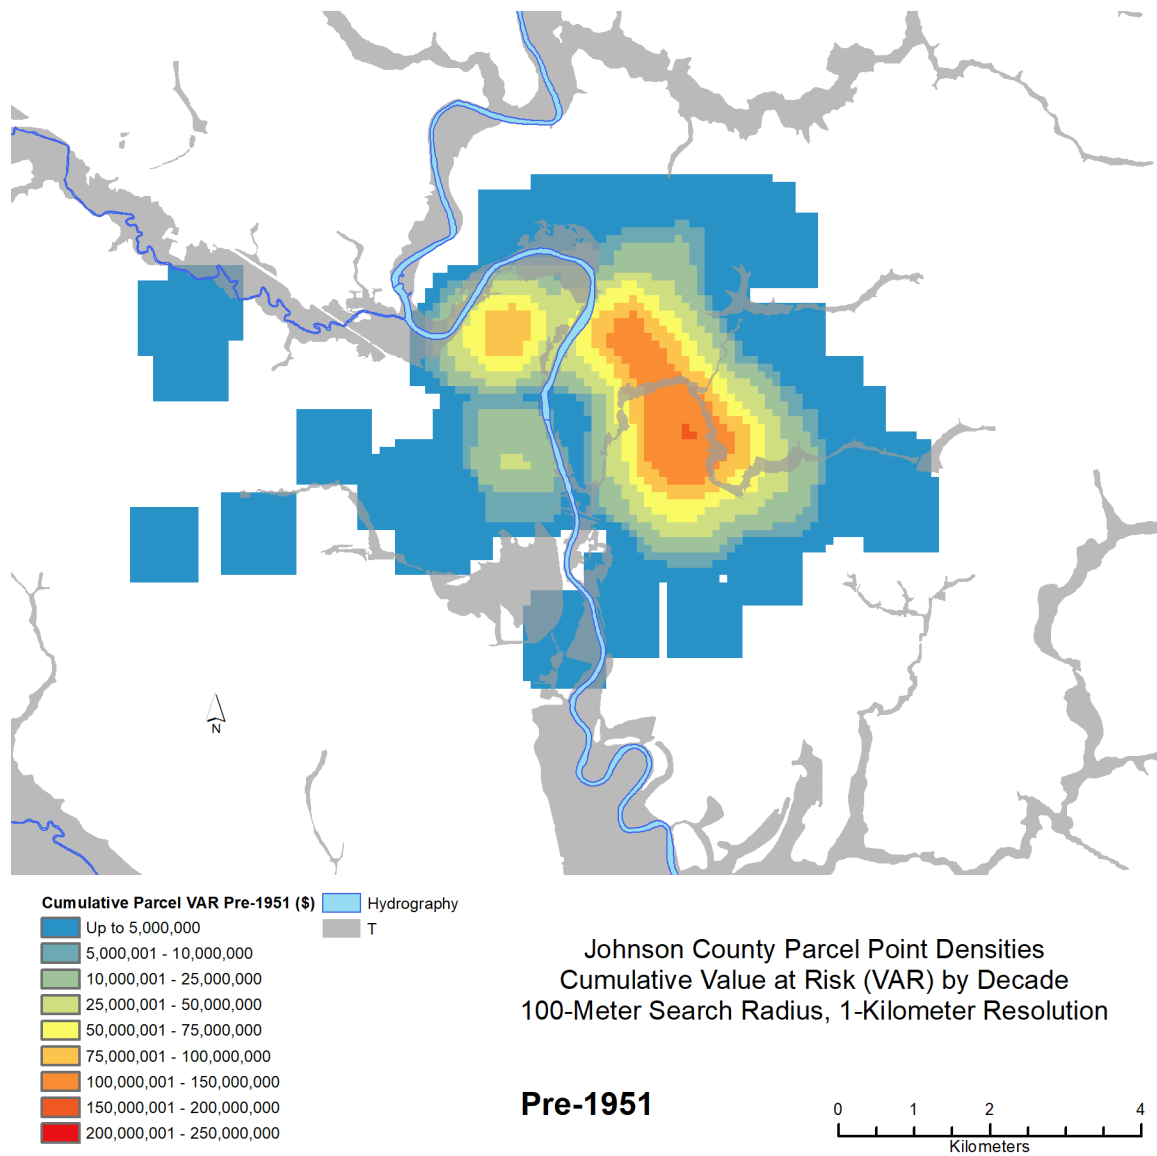 N
Cumulative Parcel VAR Pre-1951 ($)
Up to 5,000,000
5,000,001 - 10,000,000
10,000,001 - 25,000,000
25,000,001 - 50,000,000
50,000,001 - 75,000,000
75,000,001 - 100,000,000
100,000,001 - 150,000,000
150,000,001 - 200,000,000
200,000,001 - 250,000,000
Hydrography
T
Johnson County Parcel Point Densities
Cumulative Value at Risk (VAR) by Decade
100-Meter Search Radius, 1-Kilometer Resolution
Pre-1951
0 1 2 4
Kilometers